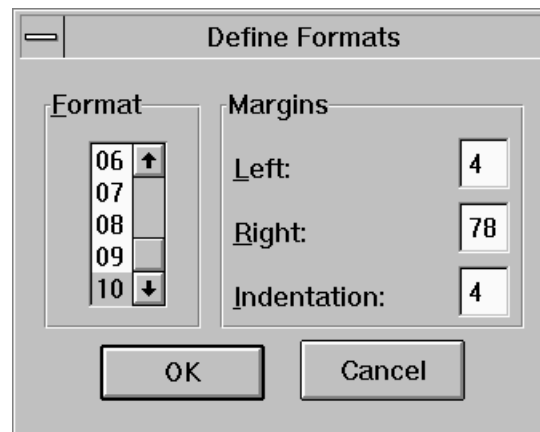 Define Formats
Format
06
07
08
09
10
Margins
Left: 4
Right: 78
Indentation: 4
OK
Cancel